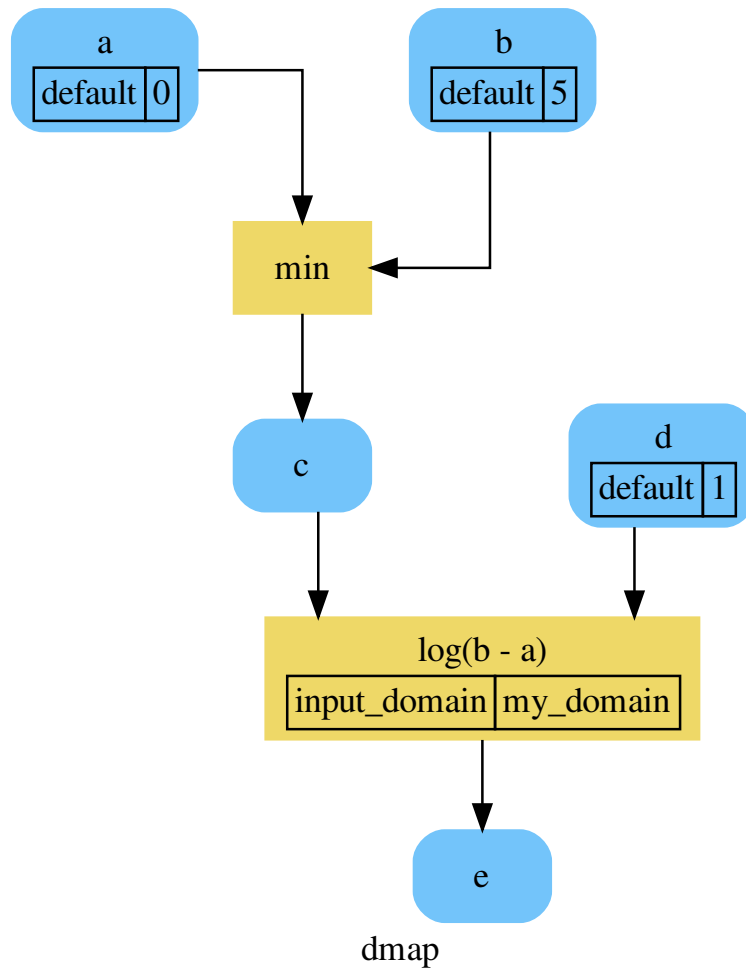 a
default 0
b
default 5
min
c
d
default 1
log(b - a)
input_domain my_domain
e
dmap